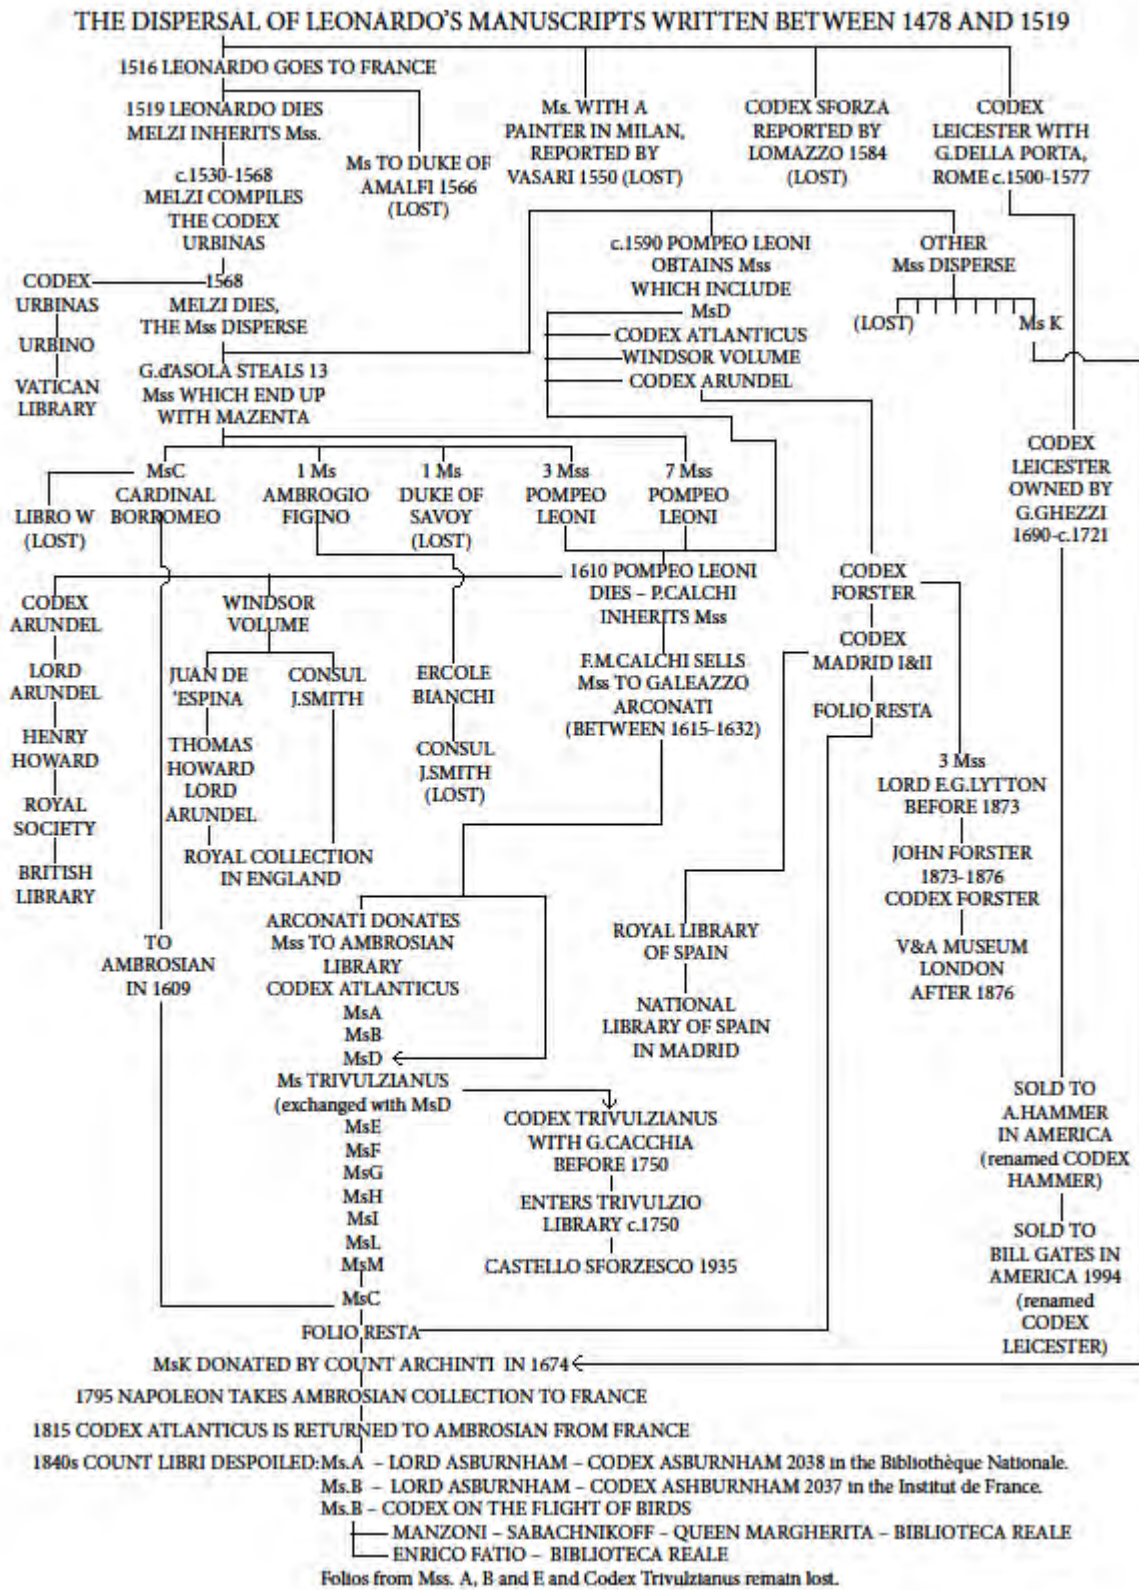 THE DISPERSAL OF LEONARDO'S MANUSCRIPTS WRITTEN BETWEEN 1478 AND 1519
1516 LEONARDO GOES TO FRANCE
1519 LEONARDO DIES
MELZI INHERITS Mss.
c.1530-1568
MELZI COMPILES
THE CODEX
URBINAS
Ms TO DUKE OF
AMALFI 1566
(LOST)
Ms. WITH A
PAINTER IN MILAN,
REPORTED BY
VASARI 1550 (LOST)
CODEX SFORZA
REPORTED BY
LOMAZZO 1584
(LOST)
CODEX
LEICESTER WITH
G.DELLA PORTA,
ROME c.1500-1577
CODEX
URBINAS
URBINO
VATICAN
LIBRARY
1568
MELZI DIES,
THE Mss DISPERSE
G.d'ASOLA STEALS 13
Mss WHICH END UP
WITH MAZENTA
c.1590 POMPEO LEONI
OBTAINS Mss
WHICH INCLUDE
MsD
CODEX ATLANTICUS
WINDSOR VOLUME
CODEX ARUNDEL
OTHER
Mss DISPERSE
(LOST)
Ms K
LIBRO W
(LOST)
MsC
CARDINAL
BORROMEO
1 Ms
AMBROGIO
FIGINO
1 Ms
DUKE OF
SAVOY
(LOST)
3 Mss
POMPEO
LEONI
7 Mss
POMPEO
LEONI
CODEX
LEICESTER
OWNED BY
G.GHEZZI
1690-c.1721
CODEX
ARUNDEL
LORD
ARUNDEL
HENRY
HOWARD
ROYAL
SOCIETY
BRITISH
LIBRARY
WINDSOR
VOLUME
JUAN DE
'ESPINA
THOMAS
HOWARD
LORD
ARUNDEL
CONSUL
J.SMITH
ROYAL COLLECTION
IN ENGLAND
ERCOLE
BIANCHI
CONSUL
J.SMITH
(LOST)
1610 POMPEO LEONI
DIES – P.CALCHI
INHERITS Mss
F.M.CALCHI SELLS
Mss TO GALEAZZO
ARCONATI
(BETWEEN 1615-1632)
CODEX
FORSTER
CODEX
MADRID I&II
FOLIO RESTA
3 Mss
LORD E.G.LYTTON
BEFORE 1873
JOHN FORSTER
1873-1876
CODEX FORSTER
V&A MUSEUM
LONDON
AFTER 1876
TO
AMBROSIAN
IN 1609
ARCONATI DONATES
Mss TO AMBROSIAN
LIBRARY
CODEX ATLANTICUS
MsA
MsB
MsD
Ms TRIVULZIANUS
(exchanged with MsD
MsE
MsF
MsG
MsH
MsI
MsL
MsM
MsC
FOLIO RESTA
ROYAL LIBRARY
OF SPAIN
NATIONAL
LIBRARY OF SPAIN
IN MADRID
CODEX TRIVULZIANUS
WITH G.CACCHIA
BEFORE 1750
ENTERS TRIVULZIO
LIBRARY c.1750
CASTELLO SFORZESCO 1935
SOLD TO
A.HAMMER
IN AMERICA
(renamed CODEX
HAMMER)
SOLD TO
BILL GATES IN
AMERICA 1994
(renamed
CODEX
LEICESTER)
MsK DONATED BY COUNT ARCHINTI IN 1674
1795 NAPOLEON TAKES AMBROSIAN COLLECTION TO FRANCE
1815 CODEX ATLANTICUS IS RETURNED TO AMBROSIAN FROM FRANCE
1840s COUNT LIBRI DESPOILED: Ms.A – LORD ASBURNHAM – CODEX ASBURNHAM 2038 in the Bibliothèque Nationale.
Ms.B – LORD ASBURNHAM – CODEX ASHBURNHAM 2037 in the Institut de France.
Ms.B – CODEX ON THE FLIGHT OF BIRDS
MANZONI – SABACHNIKOFF – QUEEN MARGHERITA – BIBLIOTECA REALE
ENRICO FATIO – BIBLIOTECA REALE
Folios from Mss. A, B and E and Codex Trivulzianus remain lost.